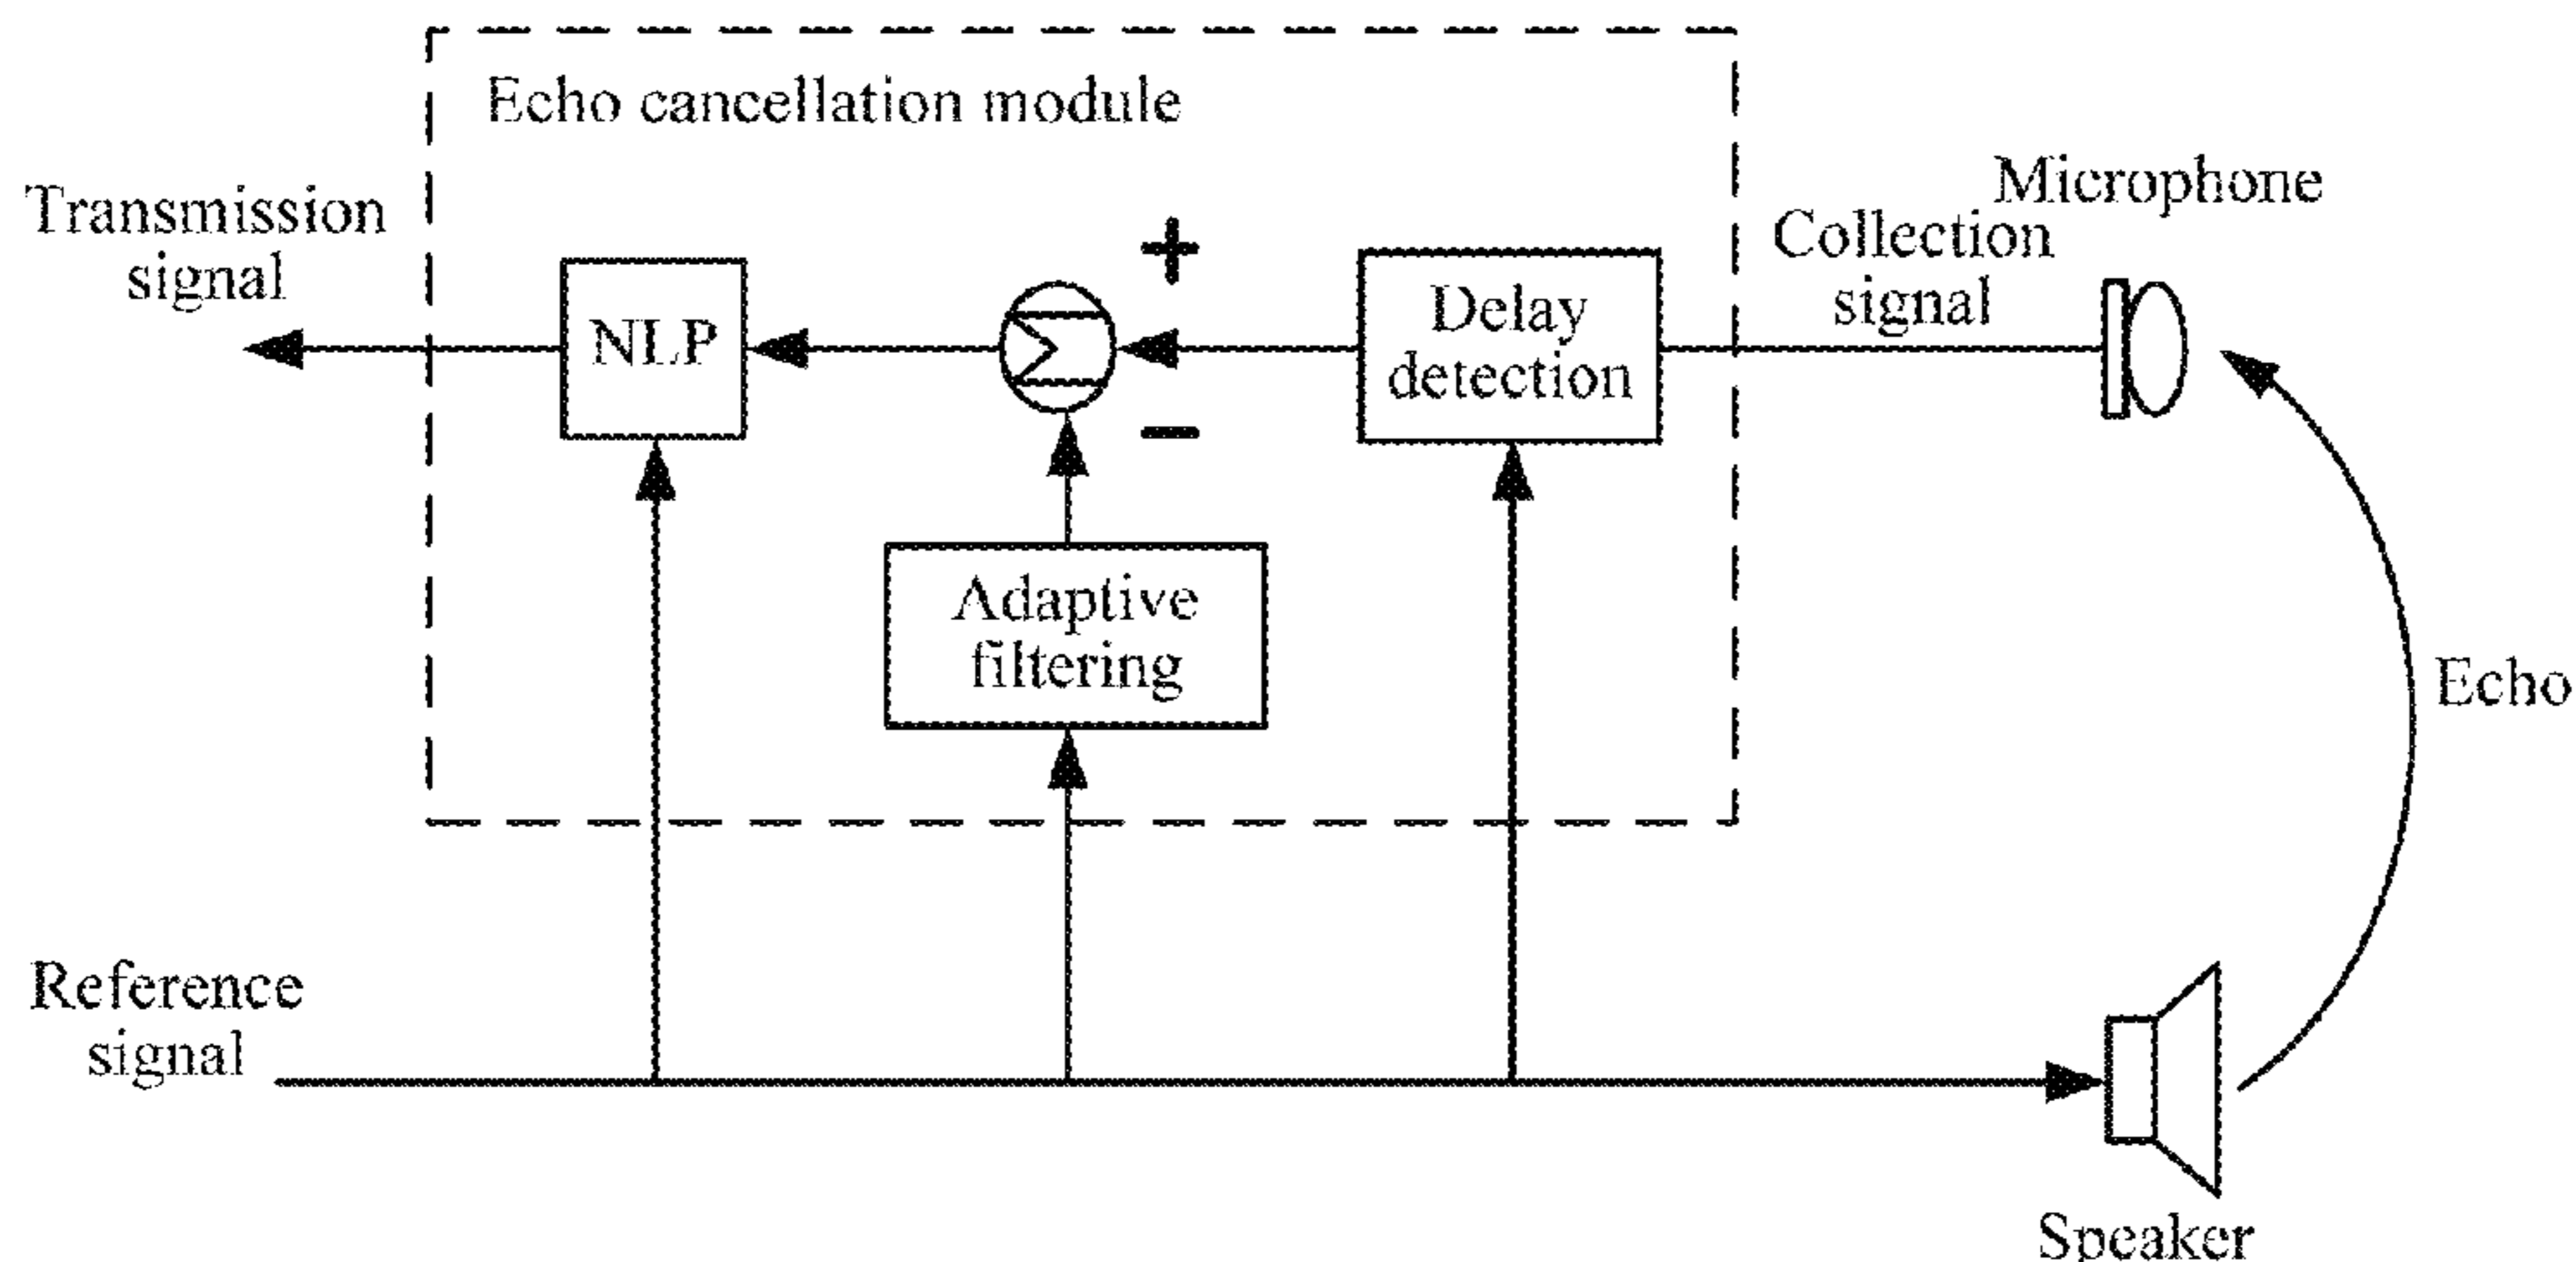 Echo cancellation module
Transmission
signal
NLP
+
−
Delay
detection
Collection
signal
Microphone
Adaptive
filtering
Echo
Reference
signal
Speaker